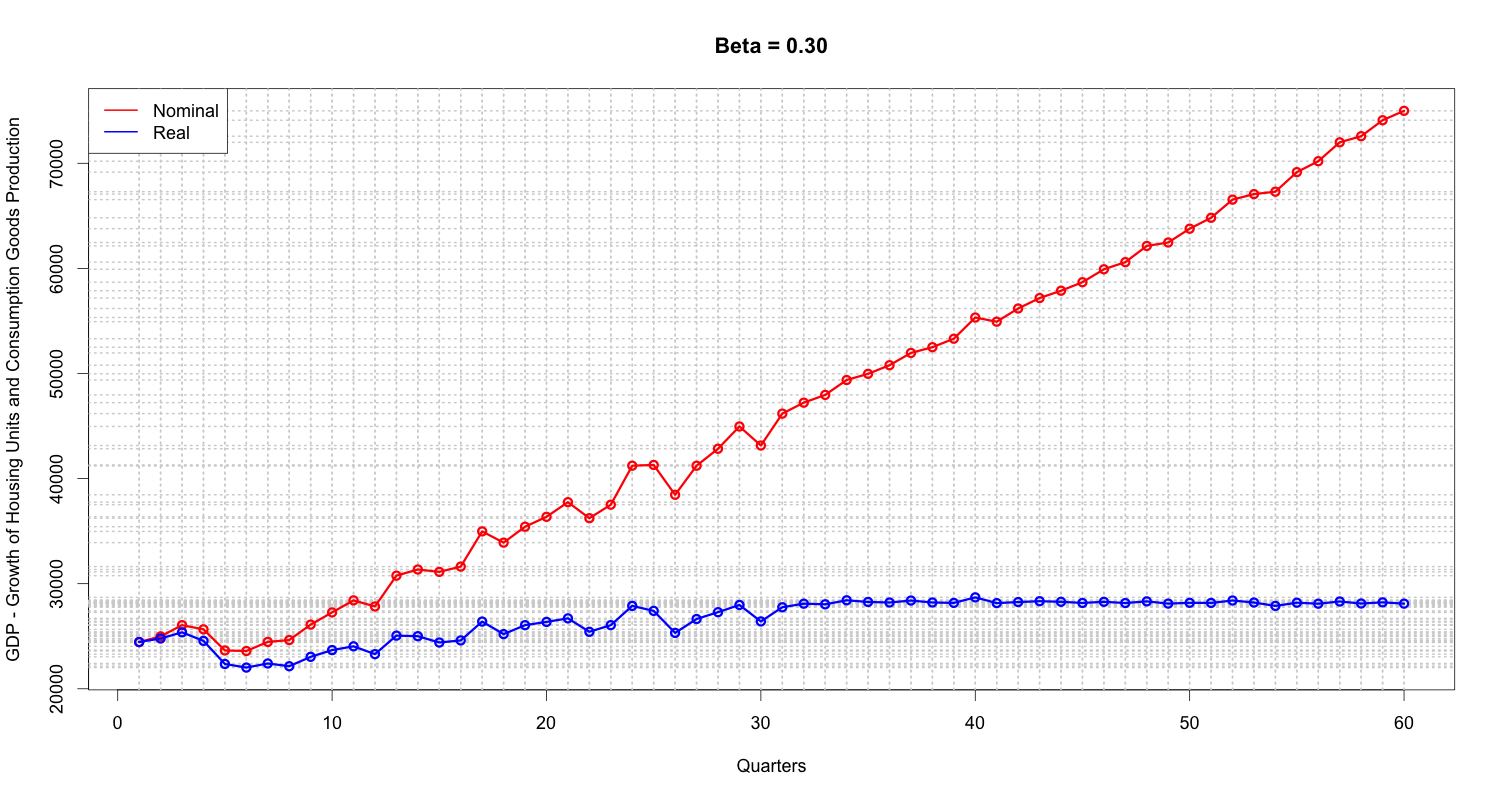 Beta = 0.30
Nominal
Real
GDP - Growth of Housing Units and Consumption Goods Production
70000
60000
50000
40000
30000
20000
0 10 20 30 40 50 60
Quarters